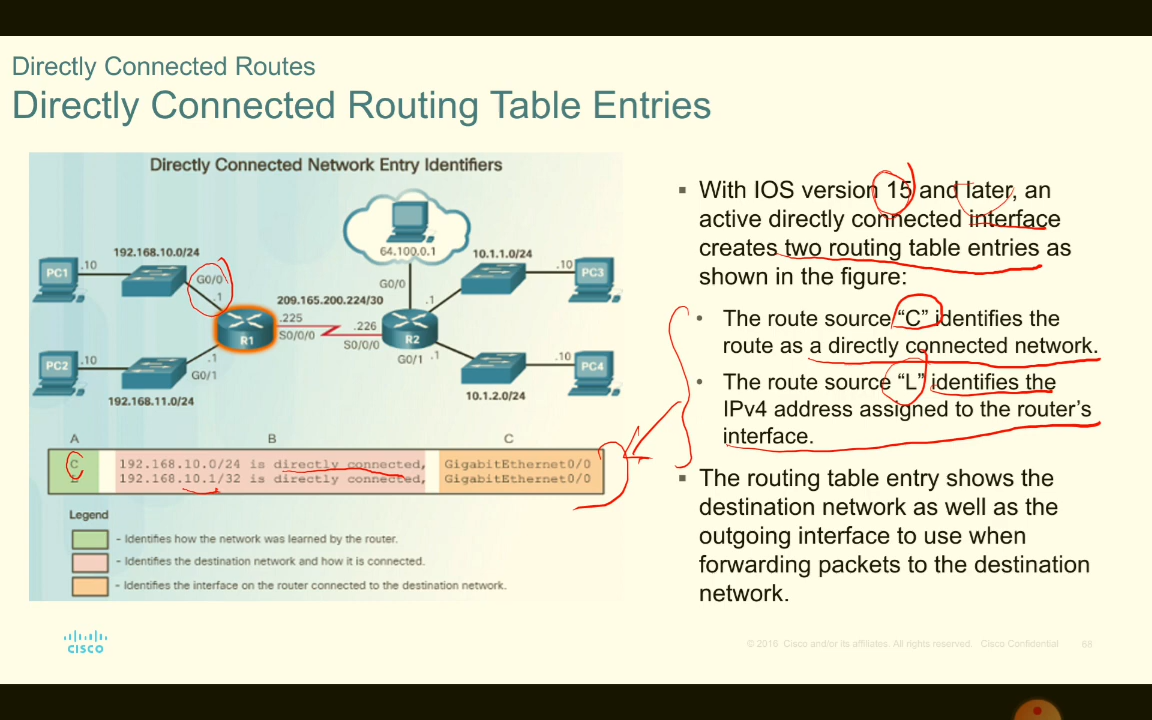 Directly Connected Routes
Directly Connected Routing Table Entries
Directly Connected Network Entry Identifiers
192.168.10.0/24
PC1
.10
G0/0
.1
R1
209.165.200.224/30
.225
S0/0/0
.226
S0/0/0
64.100.0.1
G0/0
R2
.1
10.1.1.0/24
.10
PC3
PC2
.10
.1
G0/1
192.168.11.0/24
G0/1
.1
10.1.2.0/24
.10
PC4
A B C
C 192.168.10.0/24 is directly connected, GigabitEthernet0/0
L 192.168.10.1/32 is directly connected, GigabitEthernet0/0
Legend
- Identifies how the network was learned by the router.
- Identifies the destination network and how it is connected.
- Identifies the interface on the router connected to the destination network.
▪ With IOS version 15 and later, an
active directly connected interface
creates two routing table entries as
shown in the figure:
• The route source “C” identifies the
route as a directly connected network.
• The route source “L” identifies the
IPv4 address assigned to the router’s
interface.
▪ The routing table entry shows the
destination network as well as the
outgoing interface to use when
forwarding packets to the destination
network.
CISCO
© 2016 Cisco and/or its affiliates. All rights reserved. Cisco Confidential 68